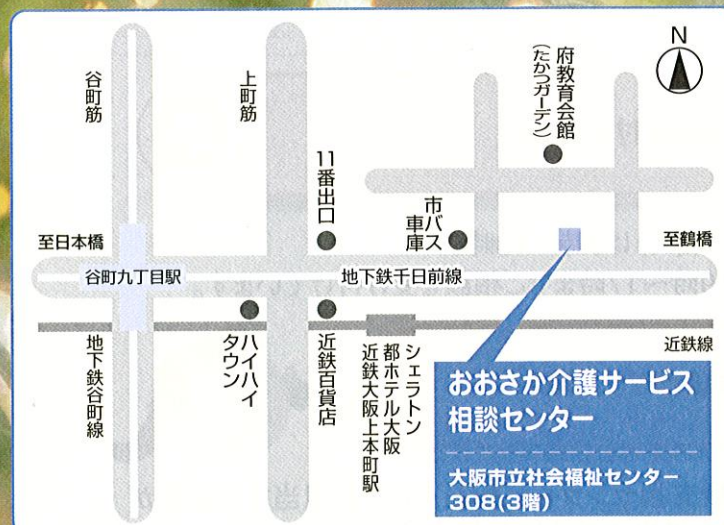 N
谷町筋
上町筋
11番出口
府教育会館
(たかつガーデン)
市バス
車庫
至日本橋
谷町九丁目駅
地下鉄千日前線
至鶴橋
近鉄線
地下鉄谷町線
ハイハイ
タウン
近鉄百貨店
シェラトン
都ホテル大阪
近鉄大阪上本町駅
おおさか介護サービス
相談センター
大阪市立社会福祉センター
308(3階)